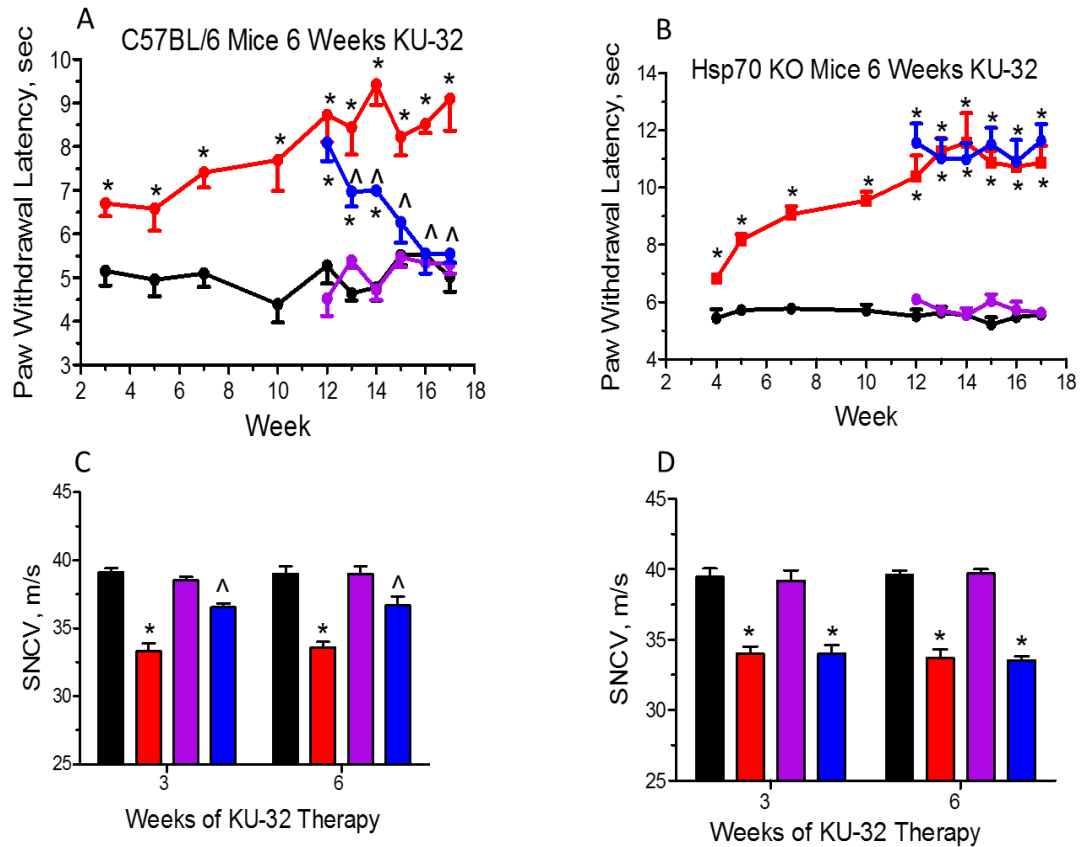 A
C57BL/6 Mice 6 Weeks KU-32
Paw Withdrawal Latency, sec
10
9
8
7
6
5
4
3
* * * * * * * * * *
^ ^ ^ ^ ^
* * *
2 4 6 8 10 12 14 16 18
Week
B
Hsp70 KO Mice 6 Weeks KU-32
Paw Withdrawal Latency, sec
14
12
10
8
6
4
* * * * * * * * * *
* * * * * *
2 4 6 8 10 12 14 16 18
Week
C
SNCV, m/s
45
40
35
30
25
* ^ * ^
3 6
Weeks of KU-32 Therapy
D
SNCV, m/s
45
40
35
30
25
* * * *
3 6
Weeks of KU-32 Therapy